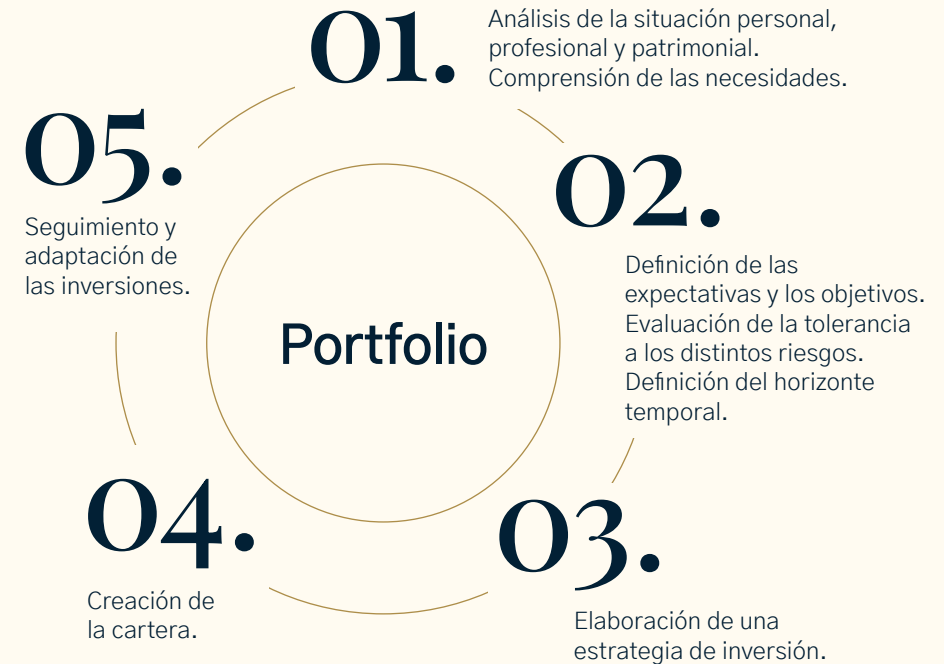 01.
Análisis de la situación personal,
profesional y patrimonial.
Comprensión de las necesidades.
02.
Definición de las
expectativas y los objetivos.
Evaluación de la tolerancia
a los distintos riesgos.
Definición del horizonte
temporal.
03.
Elaboración de una
estrategia de inversión.
04.
Creación de
la cartera.
05.
Seguimiento y
adaptación de
las inversiones.
Portfolio